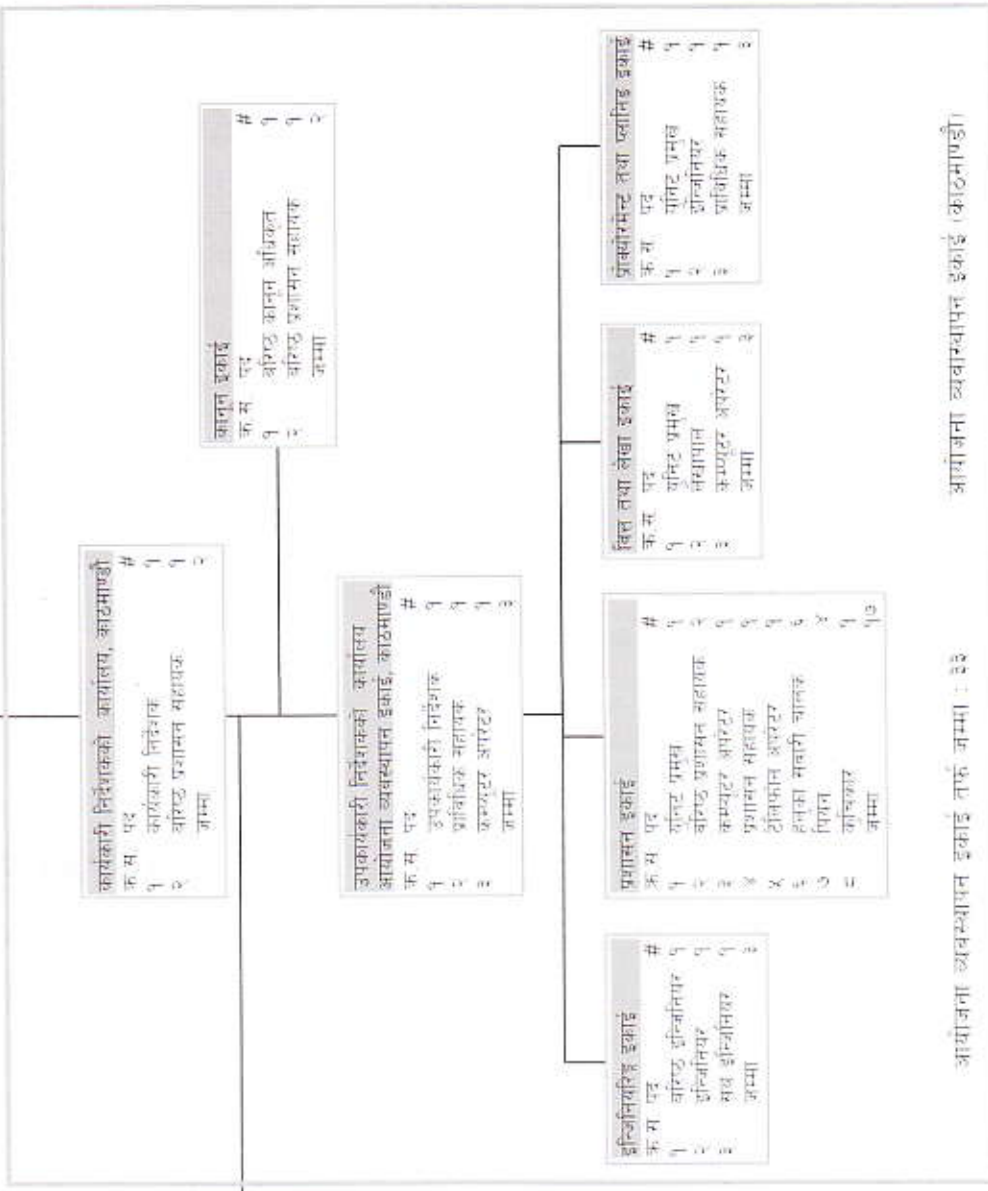 कार्यकारी निर्देशकको कार्यालय, काठमाण्डौ
क्र.स. पद #
१ कार्यकारी निर्देशक १
२ वरिष्ठ प्रशासन सहायक १
जम्मा २
कानून इकाई
क्र.स. पद #
१ वरिष्ठ कानून अधिकृत १
२ वरिष्ठ प्रशासन सहायक १
जम्मा २
उपकार्यकारी निर्देशकको कार्यालय
आयोजना व्यवस्थापन इकाई, काठमाण्डौ
क्र.स. पद #
१ उपकार्यकारी निर्देशक १
२ प्राविधिक सहायक १
३ कम्प्युटर अपरेटर १
जम्मा ३
इन्जिनियरिङ इकाई
क्र.स. पद #
१ वरिष्ठ इन्जिनियर १
२ इन्जिनियर १
३ सव इन्जिनियर १
जम्मा ३
प्रशासन इकाई
क्र.स. पद #
१ युनिट प्रमुख १
२ वरिष्ठ प्रशासन सहायक २
३ कम्प्युटर अपरेटर १
४ प्रशासन सहायक १
५ टेलिफोन अपरेटर १
६ हलुका सवारी चालक ६
७ पियन ४
८ कुचिकार १
जम्मा १७
वित्त तथा लेखा इकाई
क्र.स. पद #
१ युनिट प्रमुख १
२ लेखापाल १
३ कम्प्युटर अपरेटर १
जम्मा ३
प्रोक्योरमेन्ट तथा प्लानिङ इकाई
क्र.स. पद #
१ युनिट प्रमुख १
२ इन्जिनियर १
३ प्राविधिक सहायक १
जम्मा ३
आयोजना व्यवस्थापन इकाई तर्फ जम्मा : ३३
आयोजना व्यवस्थापन इकाई (काठमाण्डौ)